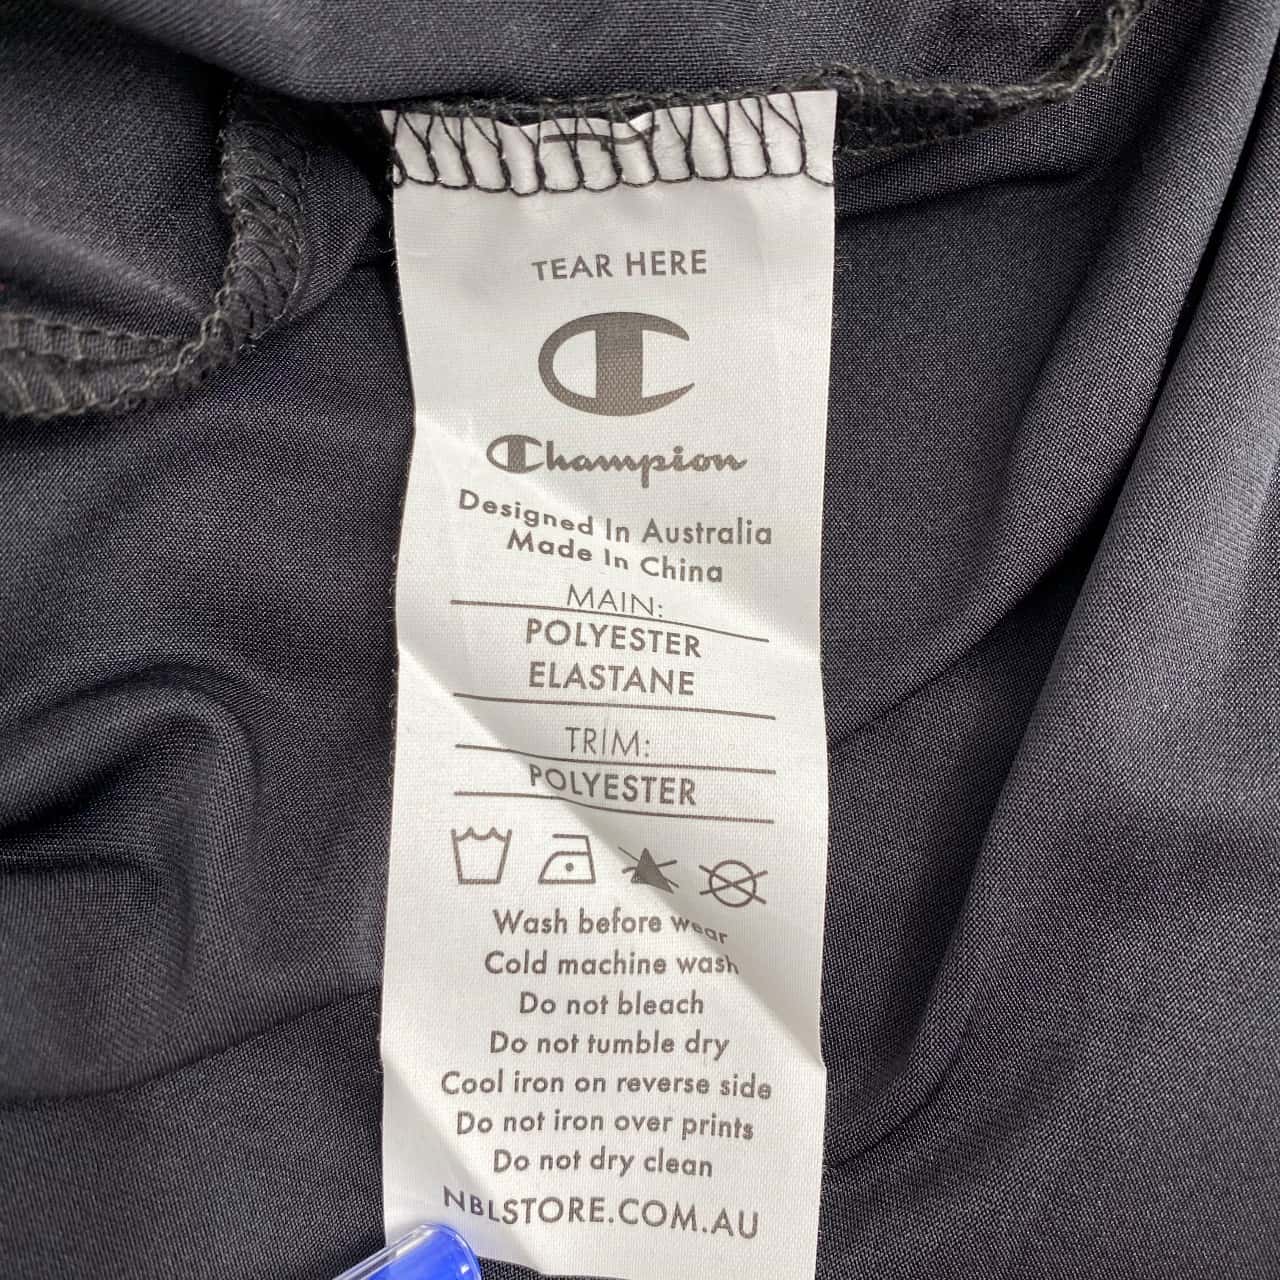 TEAR HERE
Champion
Designed In Australia
Made In China
MAIN:
POLYESTER
ELASTANE
TRIM:
POLYESTER
Wash before wear
Cold machine wash
Do not bleach
Do not tumble dry
Cool iron on reverse side
Do not iron over prints
Do not dry clean
NBLSTORE.COM.AU